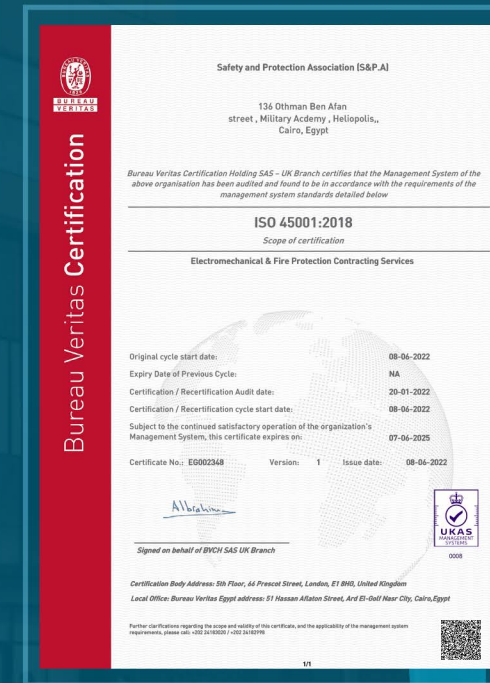 BUREAU
VERITAS
Bureau Veritas Certification
Safety and Protection Association (S&P.A)
136 Othman Ben Afan
street , Military Acdemy , Heliopolis,,
Cairo, Egypt
Bureau Veritas Certification Holding SAS – UK Branch certifies that the Management System of the
above organisation has been audited and found to be in accordance with the requirements of the
management system standards detailed below
ISO 45001:2018
Scope of certification
Electromechanical & Fire Protection Contracting Services
Original cycle start date: 08-06-2022
Expiry Date of Previous Cycle: NA
Certification / Recertification Audit date: 20-01-2022
Certification / Recertification cycle start date: 08-06-2022
Subject to the continued satisfactory operation of the organization's
Management System, this certificate expires on: 07-06-2025
Certificate No.: EG002348 Version: 1 Issue date: 08-06-2022
AIbrahim
UKAS
MANAGEMENT
SYSTEMS
0008
Signed on behalf of BVCH SAS UK Branch
Certification Body Address: 5th Floor, 66 Prescot Street, London, E1 8HG, United Kingdom
Local Office: Bureau Veritas Egypt address: 51 Hassan Aflaton Street, Ard El-Golf Nasr City, Cairo,Egypt
Further clarifications regarding the scope and validity of this certificate, and the applicability of the management system
requirements, please call: +202 24183020 / +202 24182998
1/1